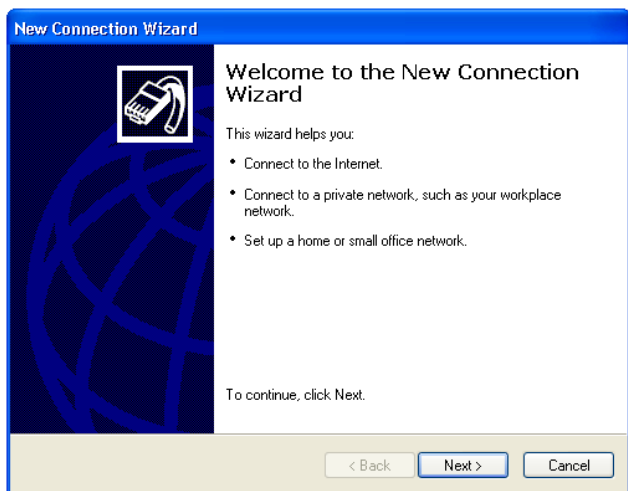 New Connection Wizard
Welcome to the New Connection
Wizard
This wizard helps you:
• Connect to the Internet.
• Connect to a private network, such as your workplace
network.
• Set up a home or small office network.
To continue, click Next.
< Back Next > Cancel